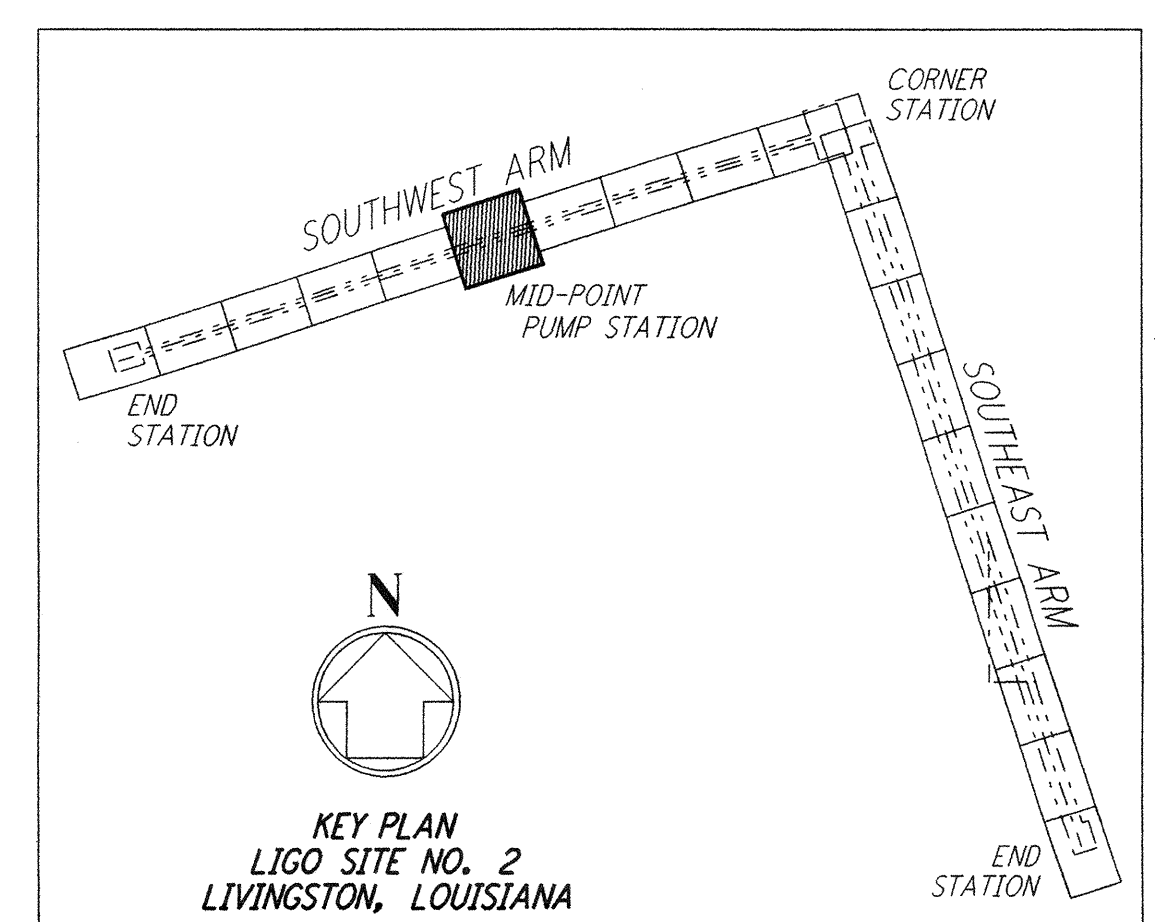 CORNER
STATION
SOUTHWEST ARM
MID-POINT
PUMP STATION
END
STATION
SOUTHEAST ARM
N
KEY PLAN
LIGO SITE NO. 2
LIVINGSTON, LOUISIANA
END
STATION